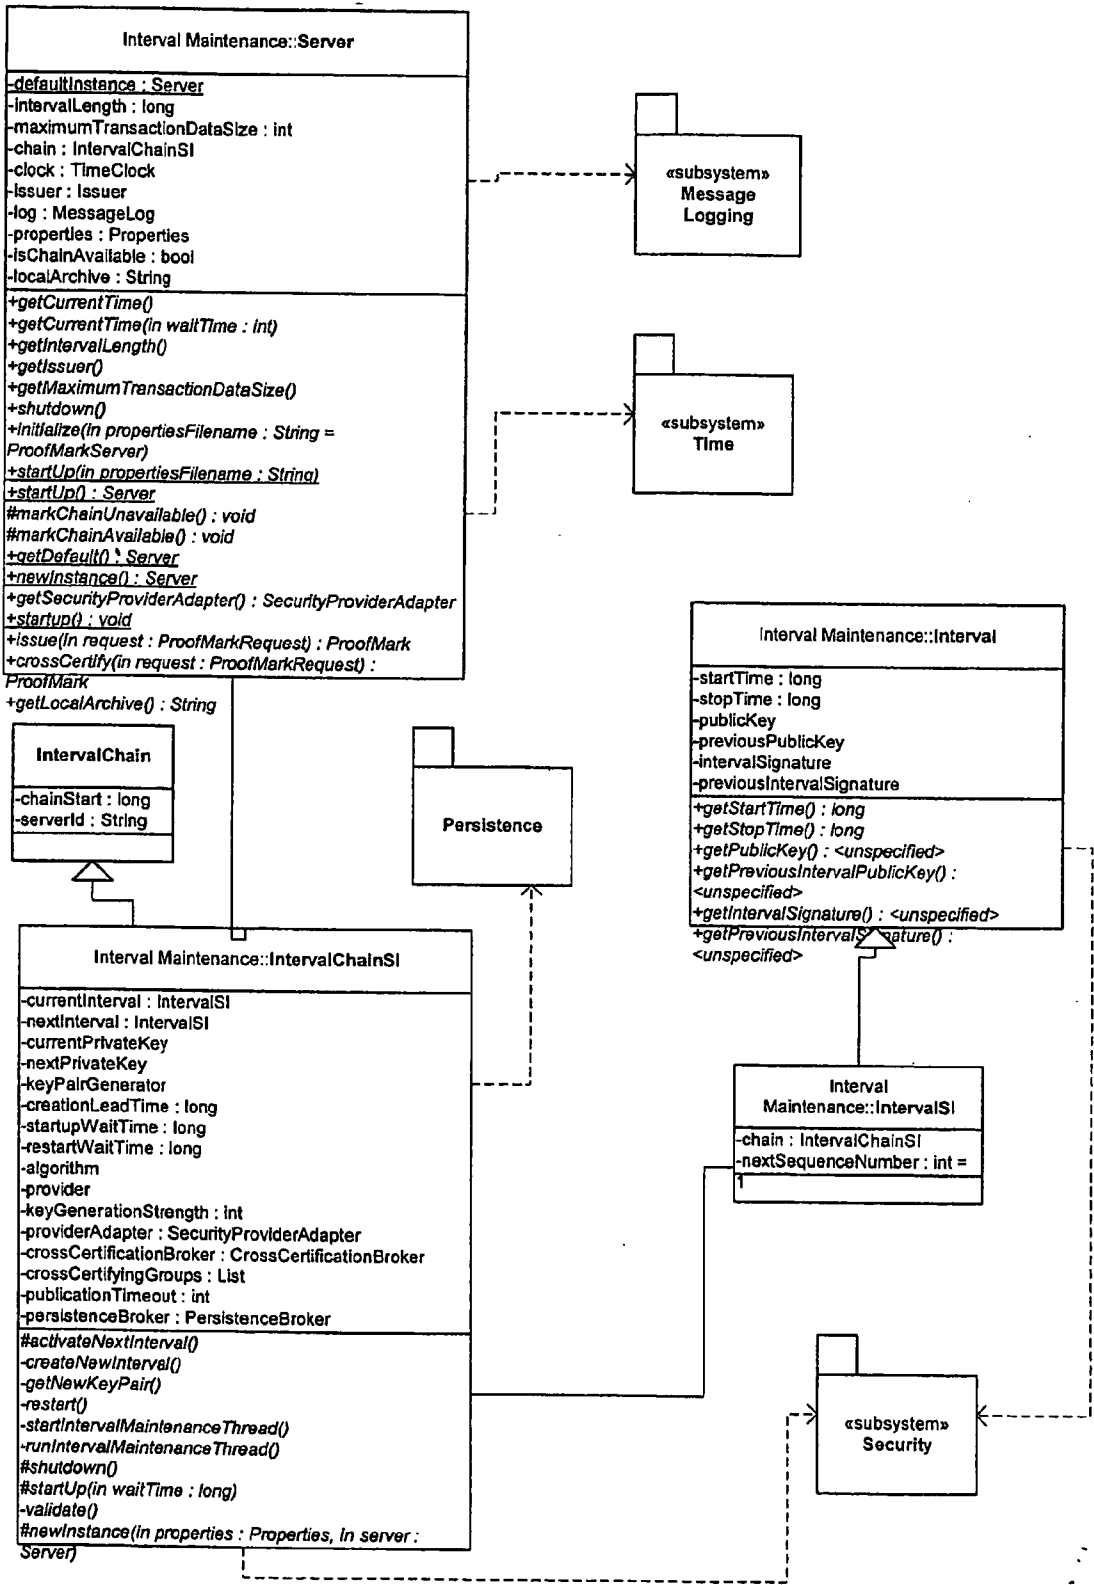 Interval Maintenance::Server
-defaultInstance : Server
-intervalLength : long
-maximumTransactionDataSize : int
-chain : IntervalChainSI
-clock : TimeClock
-issuer : Issuer
-log : MessageLog
-properties : Properties
-isChainAvailable : bool
-localArchive : String
+getCurrentTime()
+getCurrentTime(in waitTime : int)
+getIntervalLength()
+getIssuer()
+getMaximumTransactionDataSize()
+shutdown()
+initialize(in propertiesFilename : String =
ProofMarkServer)
+startUp(in propertiesFilename : String)
+startUp() : Server
#markChainUnavailable() : void
#markChainAvailable() : void
+getDefault() : Server
+newInstance() : Server
+getSecurityProviderAdapter() : SecurityProviderAdapter
+startup() : void
+issue(in request : ProofMarkRequest) : ProofMark
+crossCertify(in request : ProofMarkRequest) :
ProofMark
+getLocalArchive() : String
«subsystem»
Message
Logging
«subsystem»
Time
Interval Maintenance::Interval
-startTime : long
-stopTime : long
-publicKey
-previousPublicKey
-intervalSignature
-previousIntervalSignature
+getStartTime() : long
+getStopTime() : long
+getPublicKey() : <unspecified>
+getPreviousIntervalPublicKey() :
<unspecified>
+getIntervalSignature() : <unspecified>
+getPreviousIntervalSignature() :
<unspecified>
IntervalChain
-chainStart : long
-serverId : String
Persistence
Interval Maintenance::IntervalChainSI
-currentInterval : IntervalSI
-nextInterval : IntervalSI
-currentPrivateKey
-nextPrivateKey
-keyPairGenerator
-creationLeadTime : long
-startupWaitTime : long
-restartWaitTime : long
-algorithm
-provider
-keyGenerationStrength : int
-providerAdapter : SecurityProviderAdapter
-crossCertificationBroker : CrossCertificationBroker
-crossCertifyingGroups : List
-publicationTimeout : int
-persistenceBroker : PersistenceBroker
#activateNextInterval()
-createNewInterval()
-getNewKeyPair()
-restart()
-startIntervalMaintenanceThread()
-runIntervalMaintenanceThread()
#shutdown()
#startUp(in waitTime : long)
-validate()
#newInstance(in properties : Properties, in server :
Server)
Interval
Maintenance::IntervalSI
-chain : IntervalChainSI
-nextSequenceNumber : int =
1
«subsystem»
Security